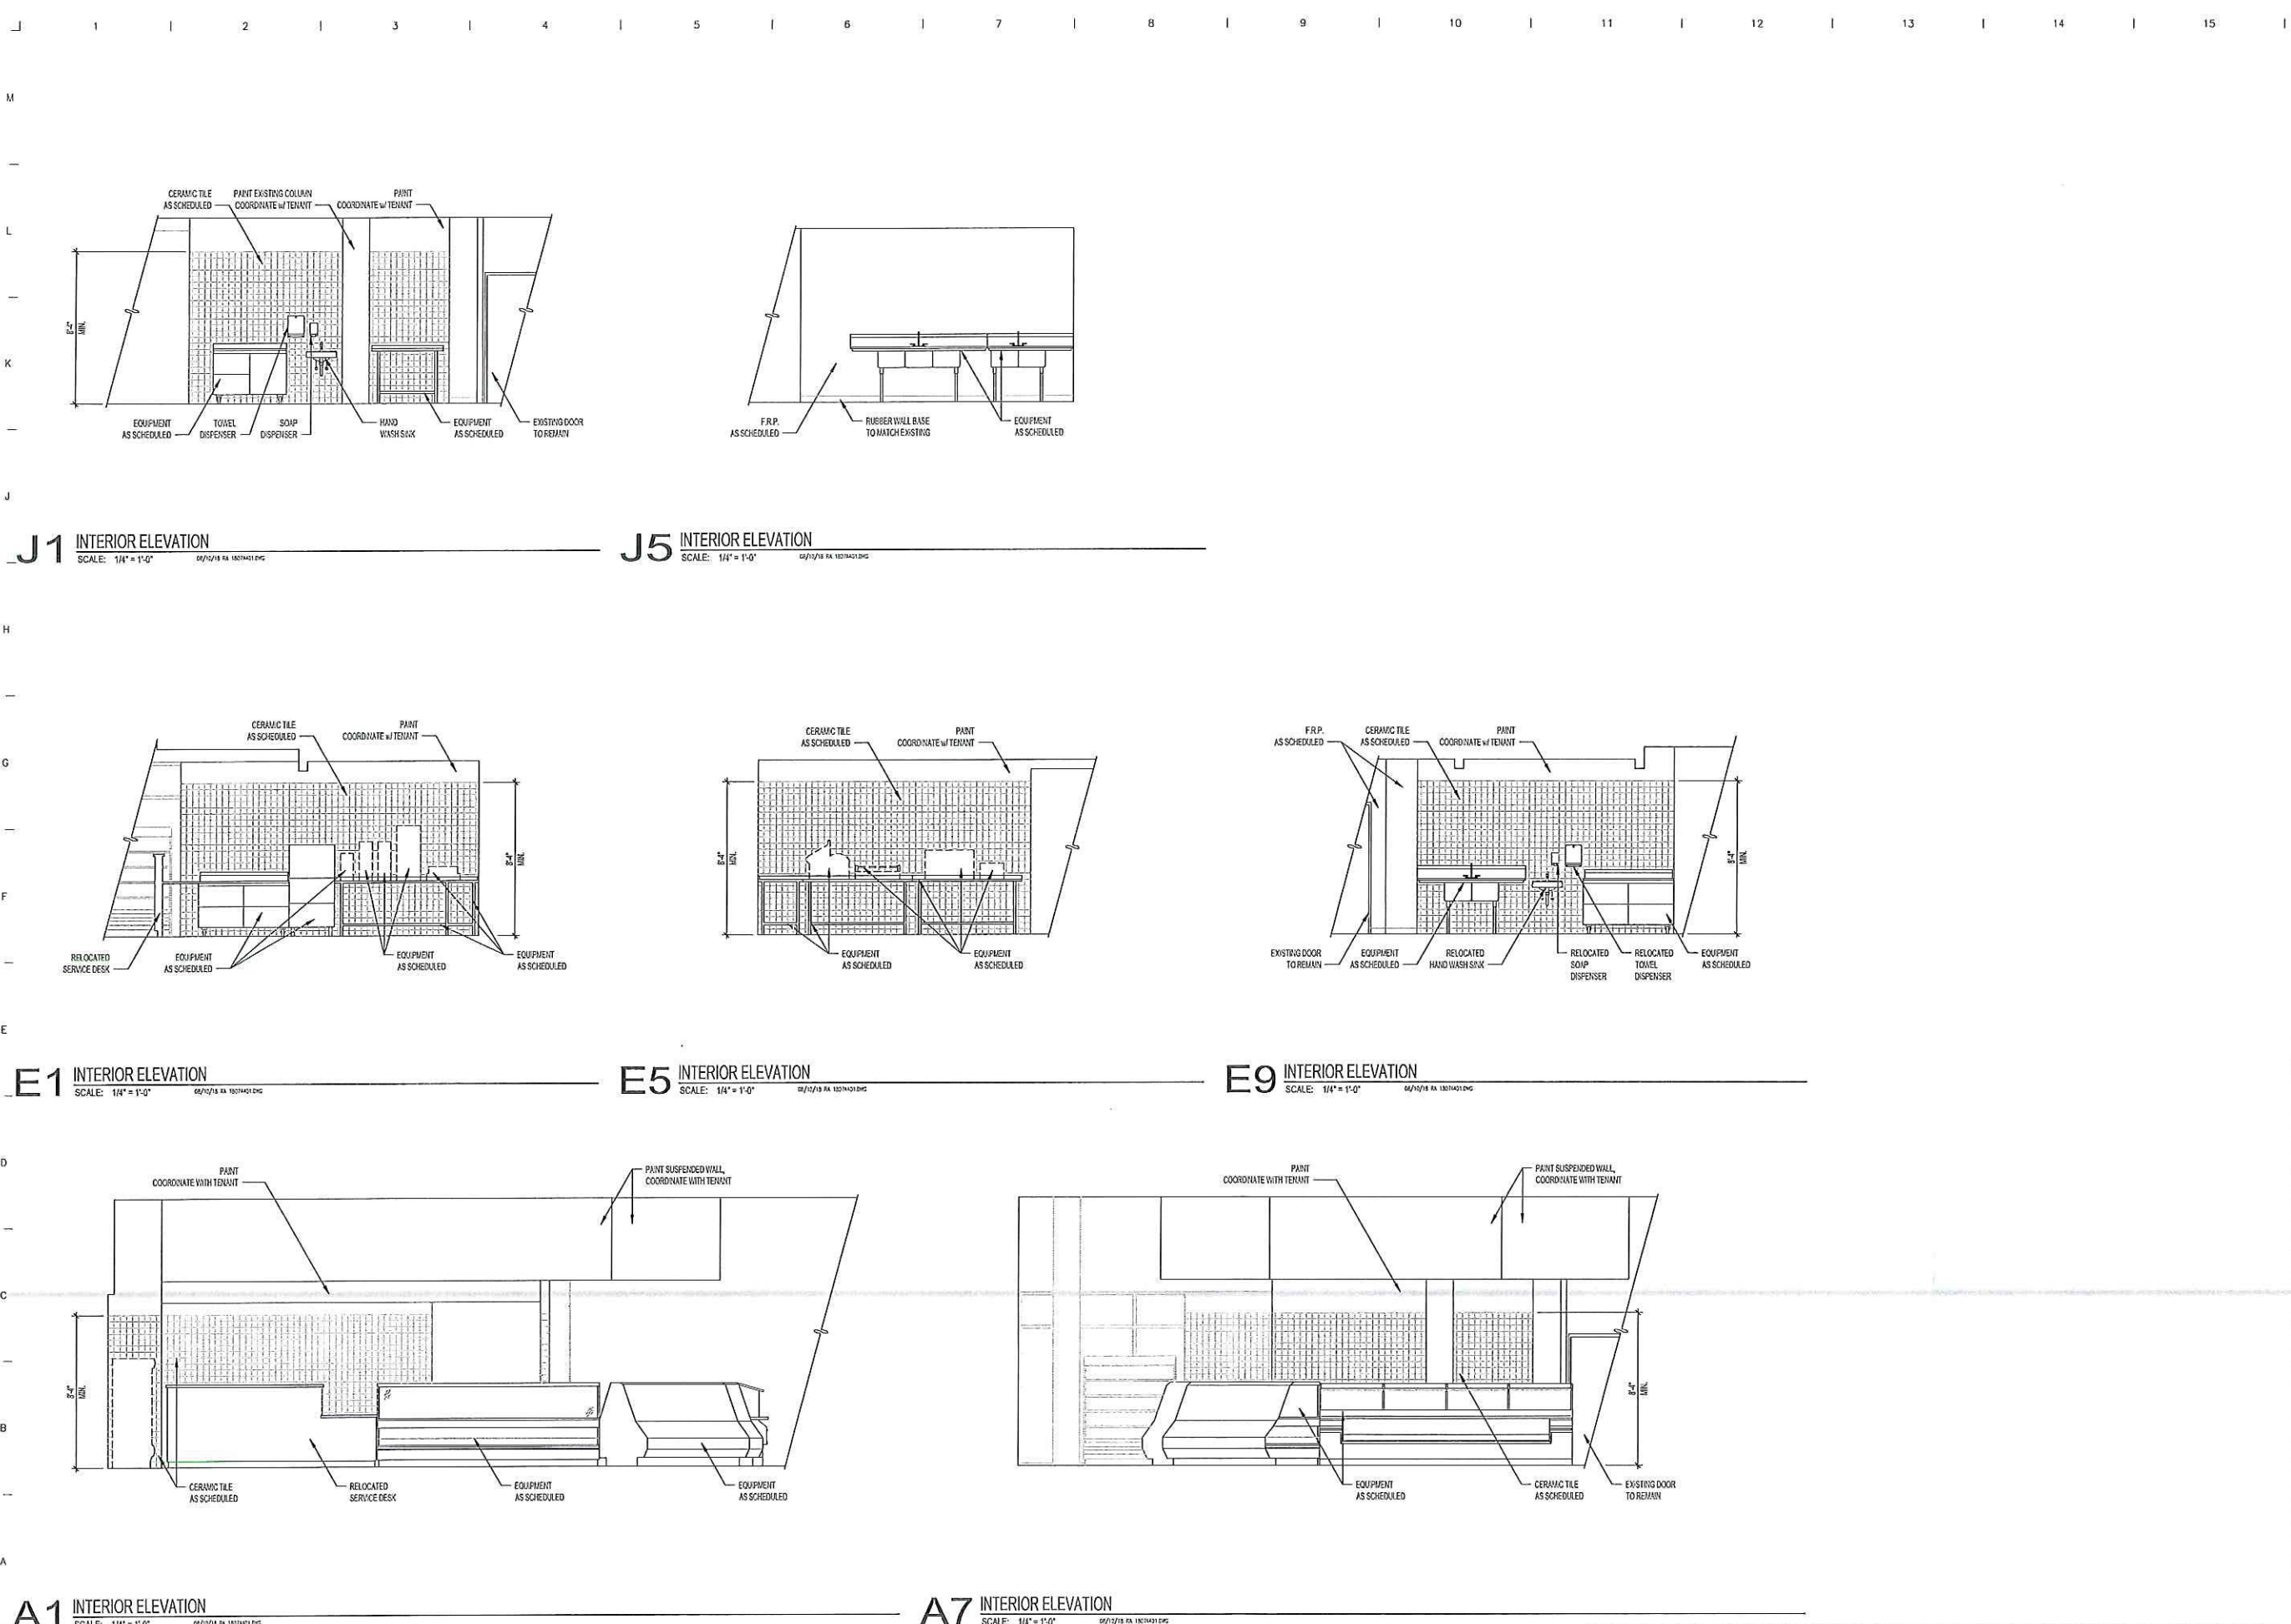 1 2 3 4 5 6 7 8 9 10 11 12 13 14 15
M
CERAMIC TILE
AS SCHEDULED
PAINT EXISTING COLUMN
COORDINATE w/ TENANT
PAINT
COORDINATE w/ TENANT
L
8'-4"
MIN.
K
EQUIPMENT
AS SCHEDULED
TOWEL
DISPENSER
SOAP
DISPENSER
HAND
WASH SINK
EQUIPMENT
AS SCHEDULED
EXISTING DOOR
TO REMAIN
F.R.P.
AS SCHEDULED
RUBBER WALL BASE
TO MATCH EXISTING
EQUIPMENT
AS SCHEDULED
J
J1 INTERIOR ELEVATION
SCALE: 1/4" = 1'-0"
J5 INTERIOR ELEVATION
SCALE: 1/4" = 1'-0"
H
CERAMIC TILE
AS SCHEDULED
PAINT
COORDINATE w/ TENANT
CERAMIC TILE
AS SCHEDULED
PAINT
COORDINATE w/ TENANT
F.R.P.
AS SCHEDULED
CERAMIC TILE
AS SCHEDULED
PAINT
COORDINATE w/ TENANT
G
8'-4"
MIN.
8'-4"
MIN.
8'-4"
MIN.
F
RELOCATED
SERVICE DESK
EQUIPMENT
AS SCHEDULED
EQUIPMENT
AS SCHEDULED
EQUIPMENT
AS SCHEDULED
EQUIPMENT
AS SCHEDULED
EQUIPMENT
AS SCHEDULED
EXISTING DOOR
TO REMAIN
EQUIPMENT
AS SCHEDULED
RELOCATED
HAND WASH SINK
RELOCATED
SOAP
DISPENSER
RELOCATED
TOWEL
DISPENSER
EQUIPMENT
AS SCHEDULED
E
E1 INTERIOR ELEVATION
SCALE: 1/4" = 1'-0"
E5 INTERIOR ELEVATION
SCALE: 1/4" = 1'-0"
E9 INTERIOR ELEVATION
SCALE: 1/4" = 1'-0"
D
PAINT
COORDINATE WITH TENANT
PAINT SUSPENDED WALL,
COORDINATE WITH TENANT
PAINT
COORDINATE WITH TENANT
PAINT SUSPENDED WALL,
COORDINATE WITH TENANT
C
8'-4"
MIN.
8'-4"
MIN.
B
CERAMIC TILE
AS SCHEDULED
RELOCATED
SERVICE DESK
EQUIPMENT
AS SCHEDULED
EQUIPMENT
AS SCHEDULED
EQUIPMENT
AS SCHEDULED
CERAMIC TILE
AS SCHEDULED
EXISTING DOOR
TO REMAIN
A
A1 INTERIOR ELEVATION
SCALE: 1/4" = 1'-0"
A7 INTERIOR ELEVATION
SCALE: 1/4" = 1'-0"